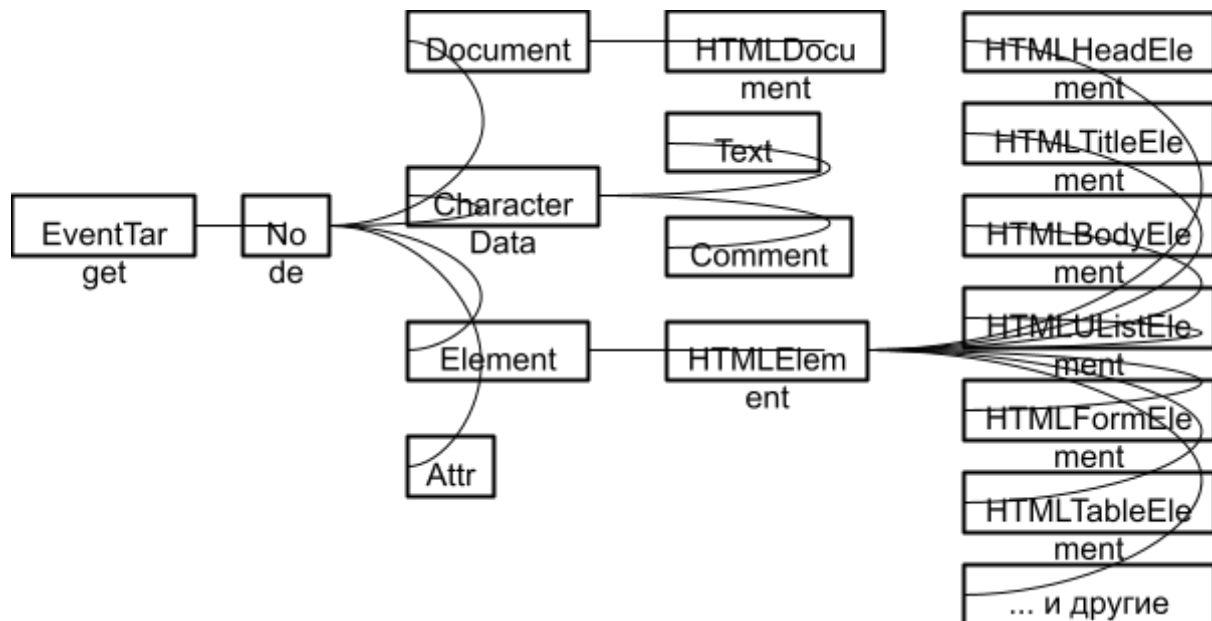 EventTar
get
No
de
Document
Character
Data
Element
Attr
HTMLDocu
ment
Text
Comment
HTMLElem
ent
HTMLHeadEle
ment
HTMLTitleEle
ment
HTMLBodyEle
ment
HTMLUListEle
ment
HTMLFormEle
ment
HTMLTableEle
ment
... и другие